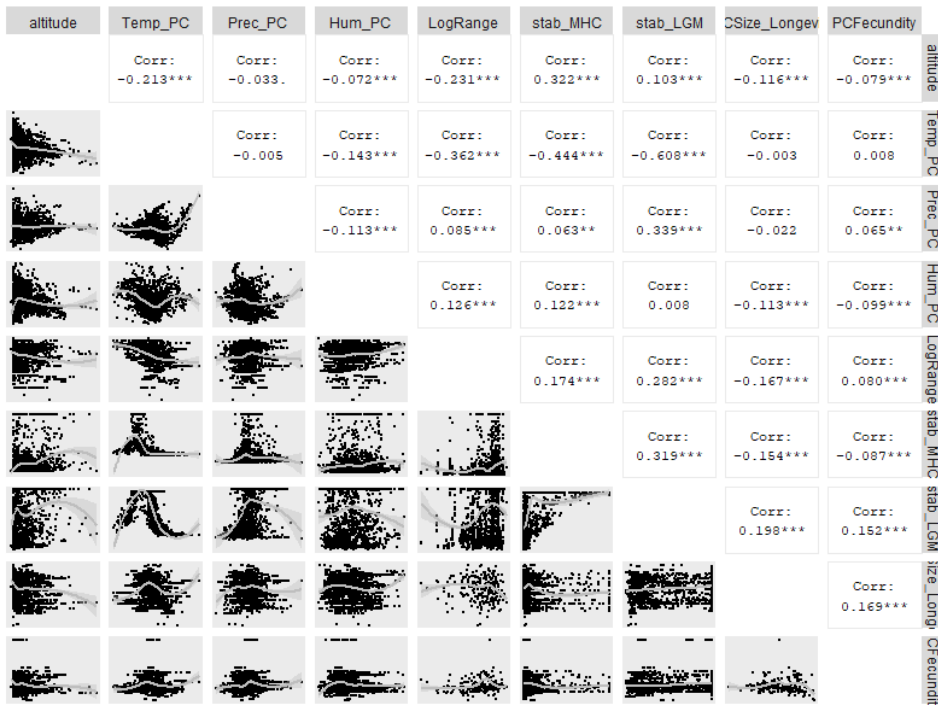 altitude Temp_PC Prec_PC Hum_PC LogRange stab_MHC stab_LGM CSize_Longev PCFecundity
Corr: Corr: Corr: Corr: Corr: Corr: Corr: Corr: altitude
-0.213*** -0.033. -0.072*** -0.231*** 0.322*** 0.103*** -0.116*** -0.079***
Corr: Corr: Corr: Corr: Corr: Corr: Corr: Temp_PC
-0.005 -0.143*** -0.362*** -0.444*** -0.608*** -0.003 0.008
Corr: Corr: Corr: Corr: Corr: Corr: Prec_PC
-0.113*** 0.085*** 0.063** 0.339*** -0.022 0.065**
Corr: Corr: Corr: Corr: Corr: Hum_PC
0.126*** 0.122*** 0.008 -0.113*** -0.099***
Corr: Corr: Corr: Corr: LogRange
0.174*** 0.282*** -0.167*** 0.080***
Corr: Corr: Corr: stab_MHC
0.319*** -0.154*** -0.087***
Corr: Corr: stab_LGM
0.198*** 0.152***
Corr: ize_Long
0.169***
CFecundit